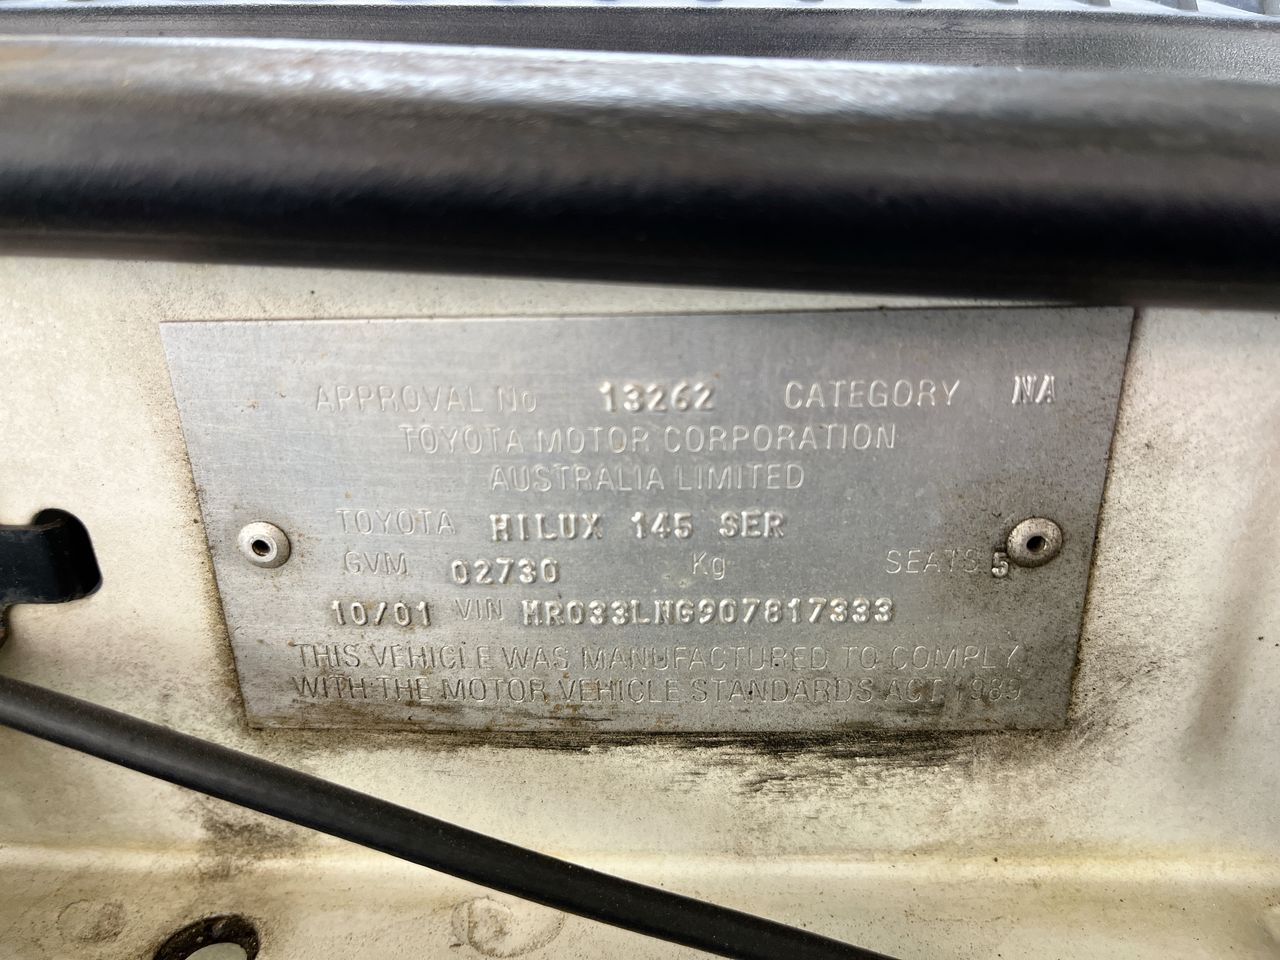 APPROVAL No 13262 CATEGORY NA
TOYOTA MOTOR CORPORATION
AUSTRALIA LIMITED
TOYOTA HILUX 145 SER
GVM 02730 Kg SEATS 5
10/01 VIN MR033LNG907817333
THIS VEHICLE WAS MANUFACTURED TO COMPLY
WITH THE MOTOR VEHICLE STANDARDS ACT 1989